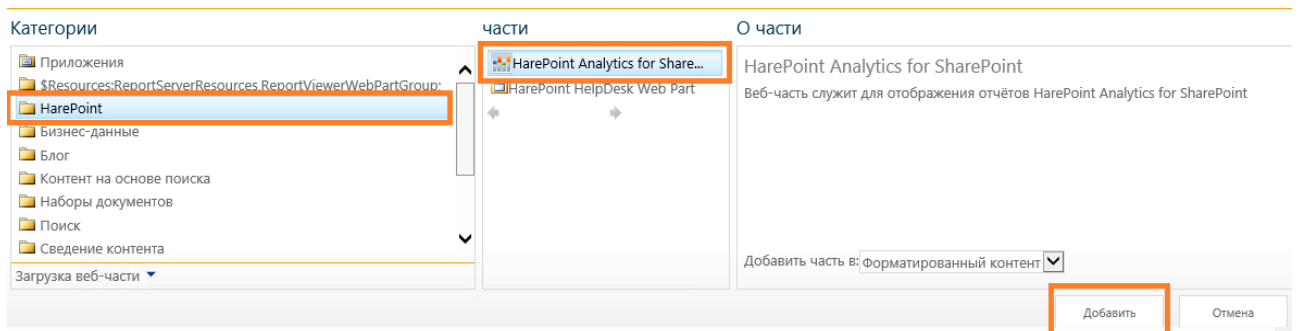 Категории
Приложения
$Resources:ReportServerResources,ReportViewerWebPartGroup;
HarePoint
Бизнес-данные
Блог
Контент на основе поиска
Наборы документов
Поиск
Сведение контента
Загрузка веб-части
части
HarePoint Analytics for Share...
HarePoint HelpDesk Web Part
О части
HarePoint Analytics for SharePoint
Веб-часть служит для отображения отчётов HarePoint Analytics for SharePoint
Добавить часть в: Форматированный контент
Добавить
Отмена